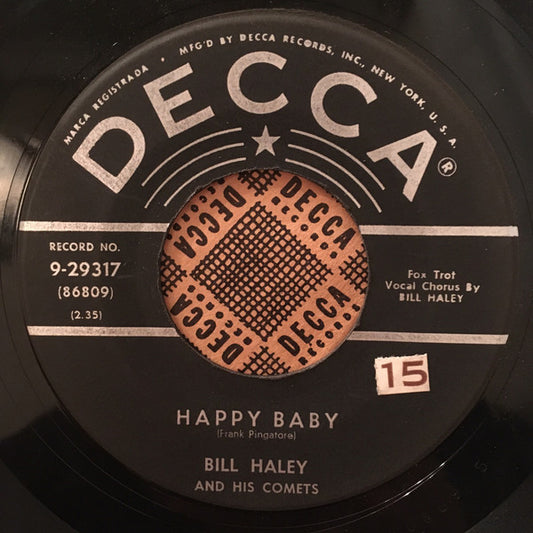 MARCA REGISTRADA • MFG'D BY DECCA RECORDS, INC., NEW YORK, U.S.A.
DECCA®
RECORD NO.
9-29317
(86809)
(2.35)
Fox Trot
Vocal Chorus By
BILL HALEY
DECCA
DECCA
DECCA
DECCA
15
HAPPY BABY
(Frank Pingatore)
BILL HALEY
AND HIS COMETS